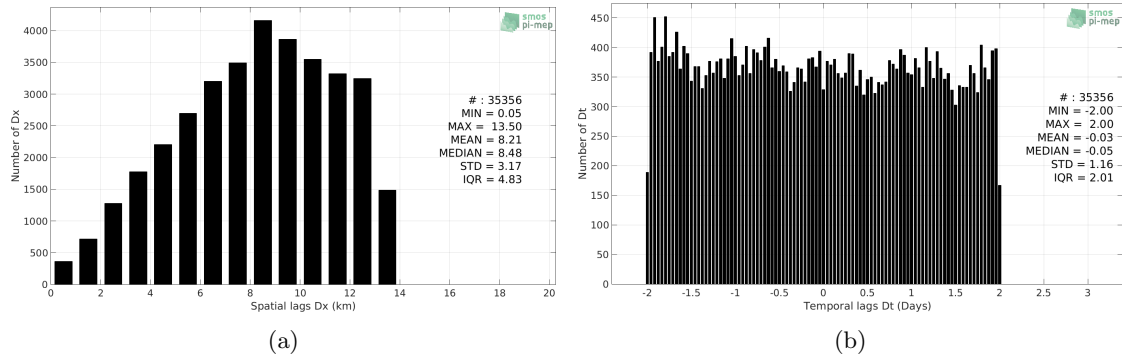 smos
pi-mep
4000
3500
3000
2500
2000
1500
1000
500
0
Number of Dx
# : 35356
MIN = 0.05
MAX = 13.50
MEAN = 8.21
MEDIAN = 8.48
STD = 3.17
IQR = 4.83
0 2 4 6 8 10 12 14 16 18 20
Spatial lags Dx (km)
(a)
smos
pi-mep
450
400
350
300
250
200
150
100
50
0
Number of Dt
# : 35356
MIN = -2.00
MAX = 2.00
MEAN = -0.03
MEDIAN = -0.05
STD = 1.16
IQR = 2.01
-2 -1.5 -1 -0.5 0 0.5 1 1.5 2 2.5 3
Temporal lags Dt (Days)
(b)